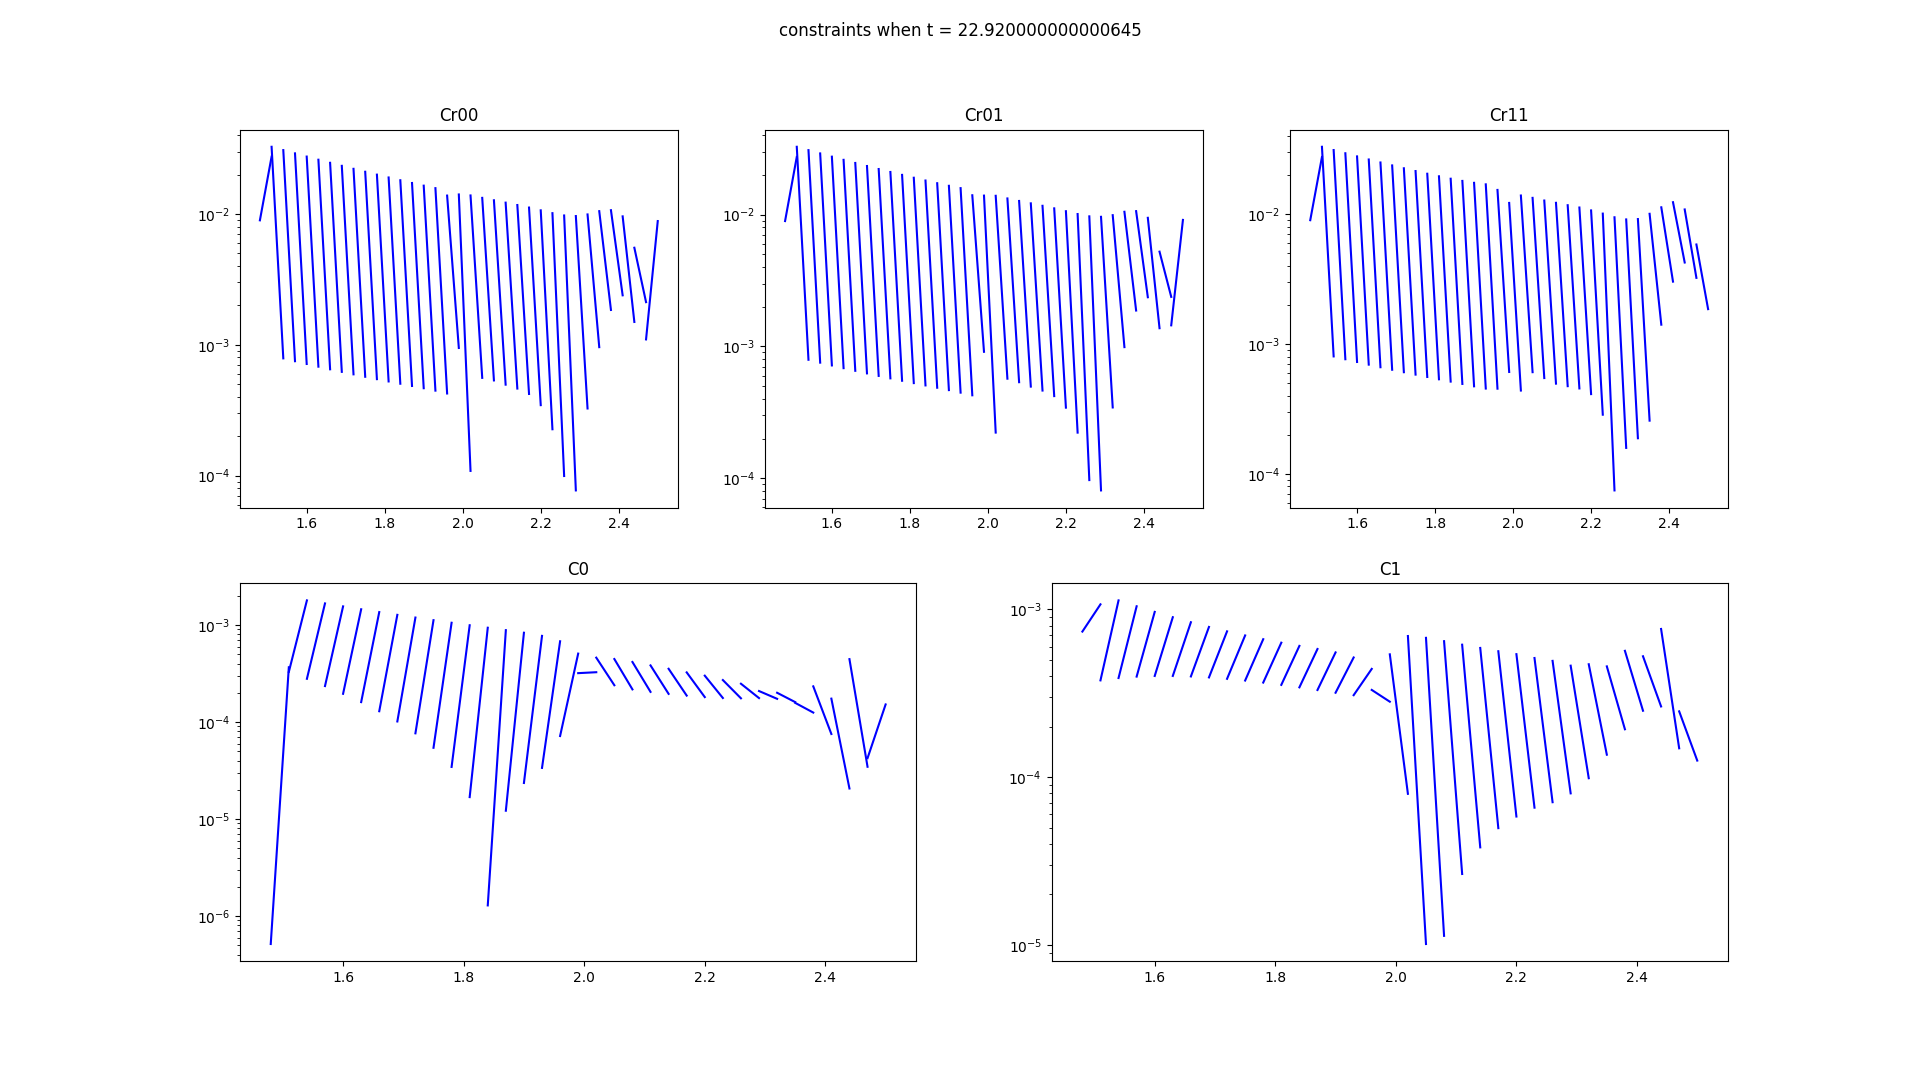 constraints when t = 22.920000000000645
Cr00 Cr01 Cr11
10⁻² 10⁻² 10⁻²
10⁻³ 10⁻³ 10⁻³
10⁻⁴ 10⁻⁴ 10⁻⁴
1.6 1.8 2.0 2.2 2.4 1.6 1.8 2.0 2.2 2.4 1.6 1.8 2.0 2.2 2.4
C0 C1
10⁻³ 10⁻³
10⁻⁴ 10⁻⁴
10⁻⁵ 10⁻⁵
10⁻⁶
1.6 1.8 2.0 2.2 2.4 1.6 1.8 2.0 2.2 2.4